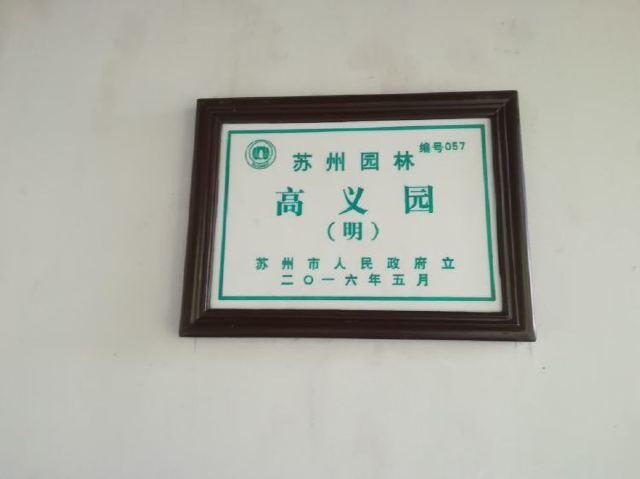 编号057
苏州园林
高义园
（明）
苏州市人民政府立
二〇一六年五月